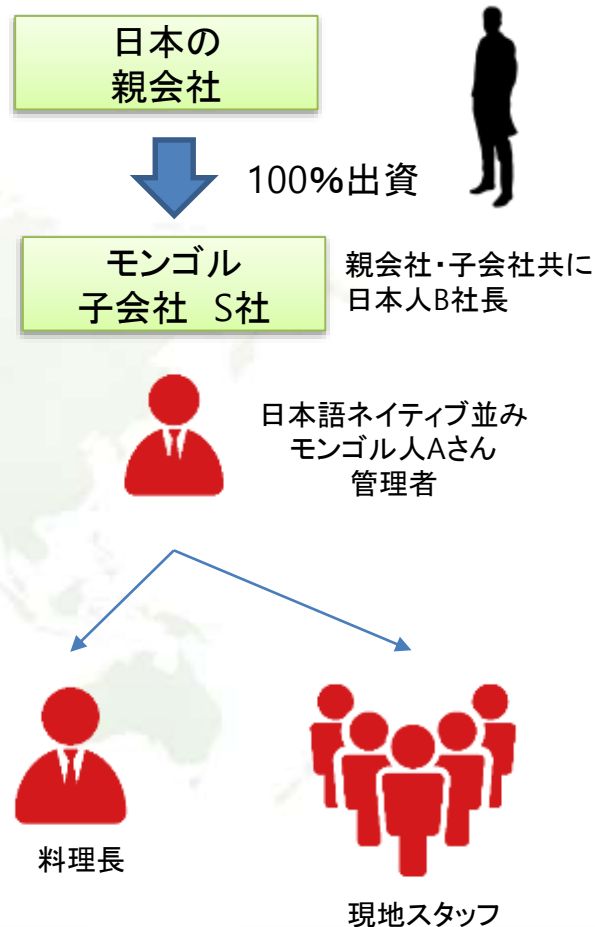 日本の
親会社
100%出資
モンゴル
子会社 S社
親会社・子会社共に
日本人B社長
日本語ネイティブ並み
モンゴル人Aさん
管理者
料理長
現地スタッフ